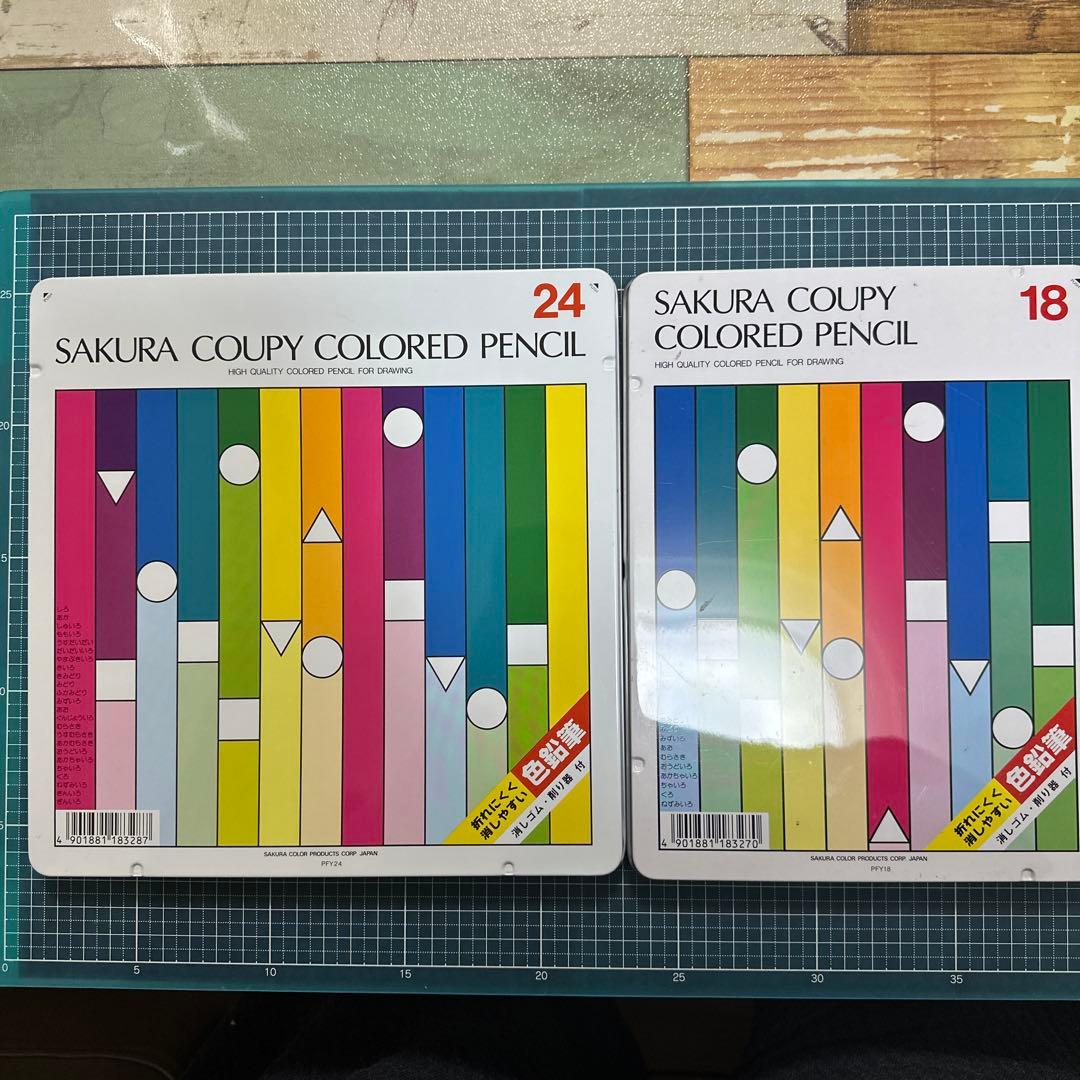 24
SAKURA COUPY COLORED PENCIL
HIGH QUALITY COLORED PENCIL FOR DRAWING
しろ
あか
しゅいろ
ももいろ
うすだいだい
だいだいいろ
やまぶきいろ
きいろ
きみどり
みどり
ふかみどり
みずいろ
あお
ぐんじょういろ
むらさき
うすむらさき
あかむらさき
おうどいろ
あかちゃいろ
ちゃいろ
くろ
ねずみいろ
きんいろ
ぎんいろ
折れにくく
消しやすい
色鉛筆
消しゴム・削り器 付
4 901881 183287
SAKURA COLOR PRODUCTS CORP. JAPAN
PFY24
18
SAKURA COUPY
COLORED PENCIL
HIGH QUALITY COLORED PENCIL FOR DRAWING
みずいろ
あお
むらさき
おうどいろ
あかちゃいろ
ちゃいろ
くろ
ねずみいろ
折れにくく
消しやすい
色鉛筆
消しゴム・削り器 付
4 901881 183270
SAKURA COLOR PRODUCTS CORP. JAPAN
PFY18
25
20
0
5
10
15
20
25
30
35